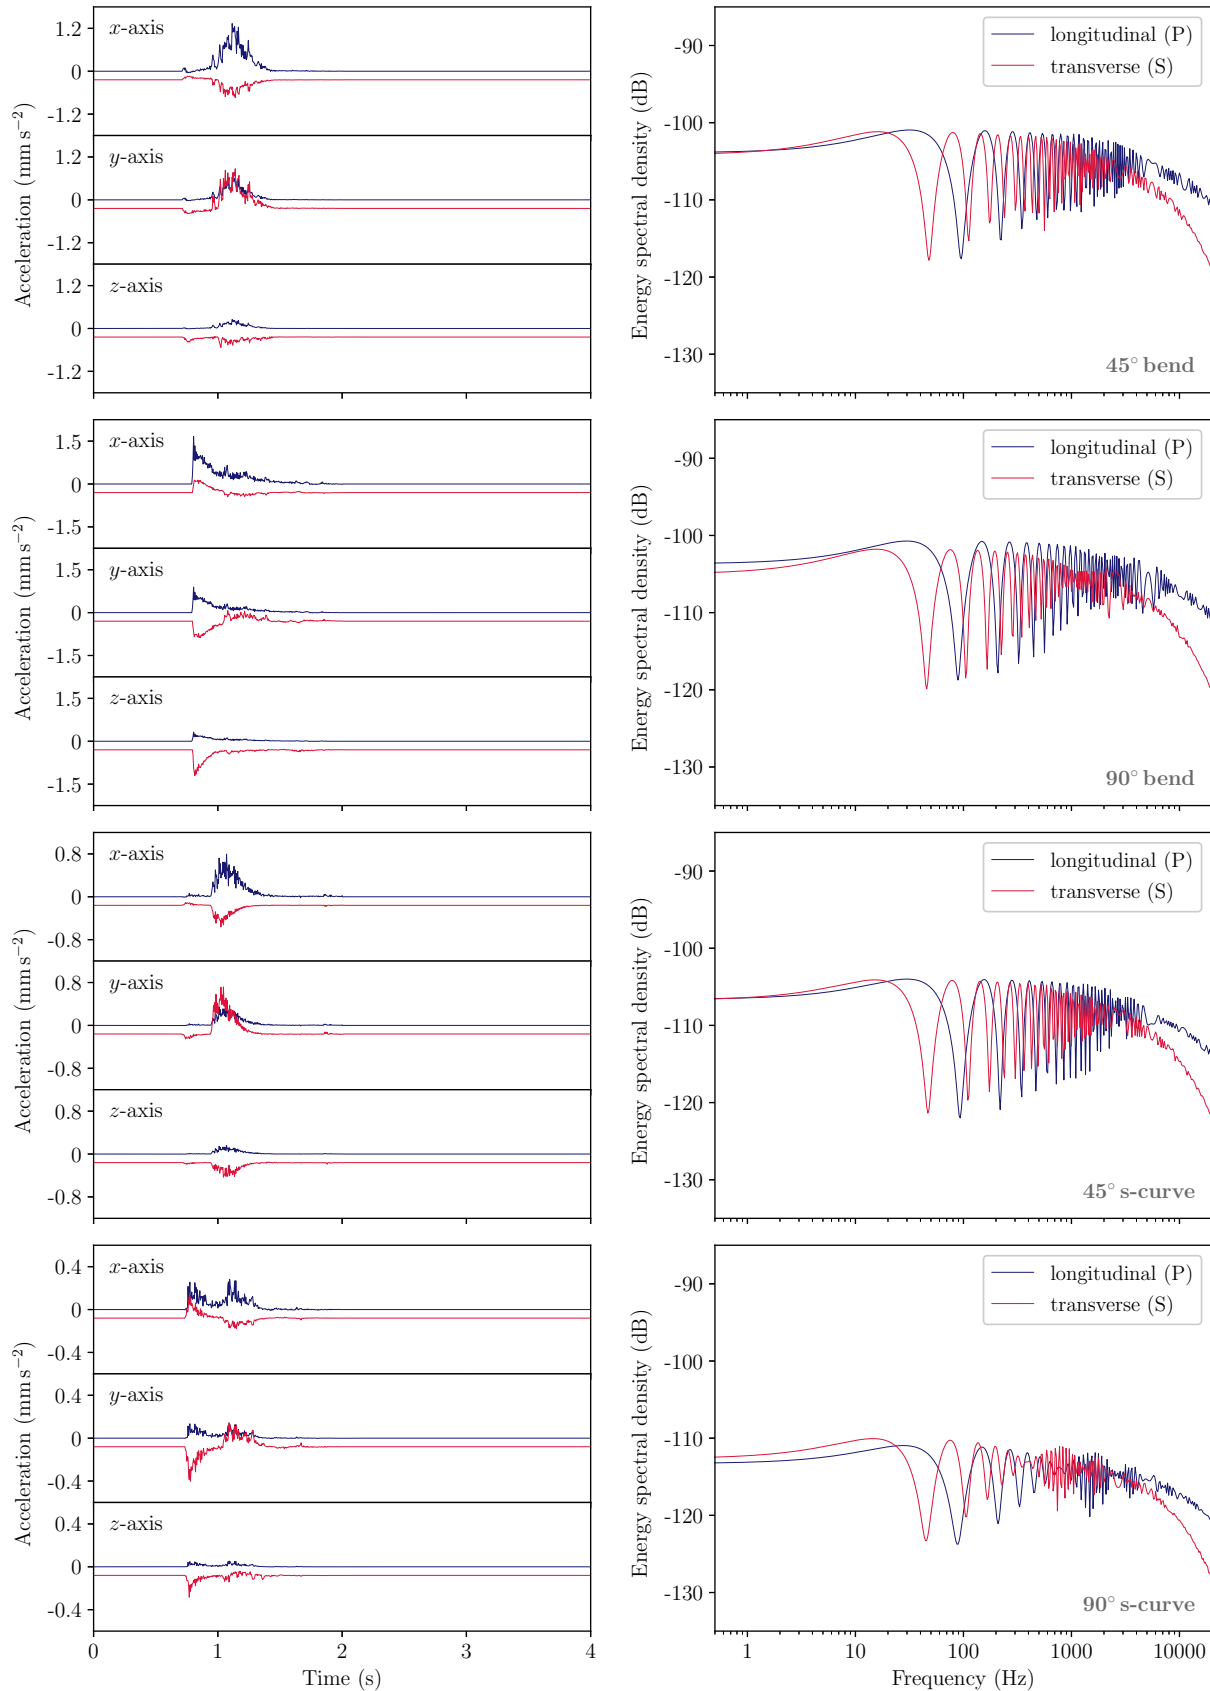 Acceleration (mm s⁻²)
x-axis
1.2
0
-1.2
y-axis
1.2
0
-1.2
z-axis
1.2
0
-1.2
Energy spectral density (dB)
-90
-100
-110
-120
-130
longitudinal (P)
transverse (S)
45° bend
Acceleration (mm s⁻²)
x-axis
1.5
0
-1.5
y-axis
1.5
0
-1.5
z-axis
1.5
0
-1.5
Energy spectral density (dB)
-90
-100
-110
-120
-130
longitudinal (P)
transverse (S)
90° bend
Acceleration (mm s⁻²)
x-axis
0.8
0
-0.8
y-axis
0.8
0
-0.8
z-axis
0.8
0
-0.8
Energy spectral density (dB)
-90
-100
-110
-120
-130
longitudinal (P)
transverse (S)
45° s-curve
Acceleration (mm s⁻²)
x-axis
0.4
0
-0.4
y-axis
0.4
0
-0.4
z-axis
0.4
0
-0.4
0 1 2 3 4
Time (s)
Energy spectral density (dB)
-90
-100
-110
-120
-130
longitudinal (P)
transverse (S)
90° s-curve
1 10 100 1000 10000
Frequency (Hz)